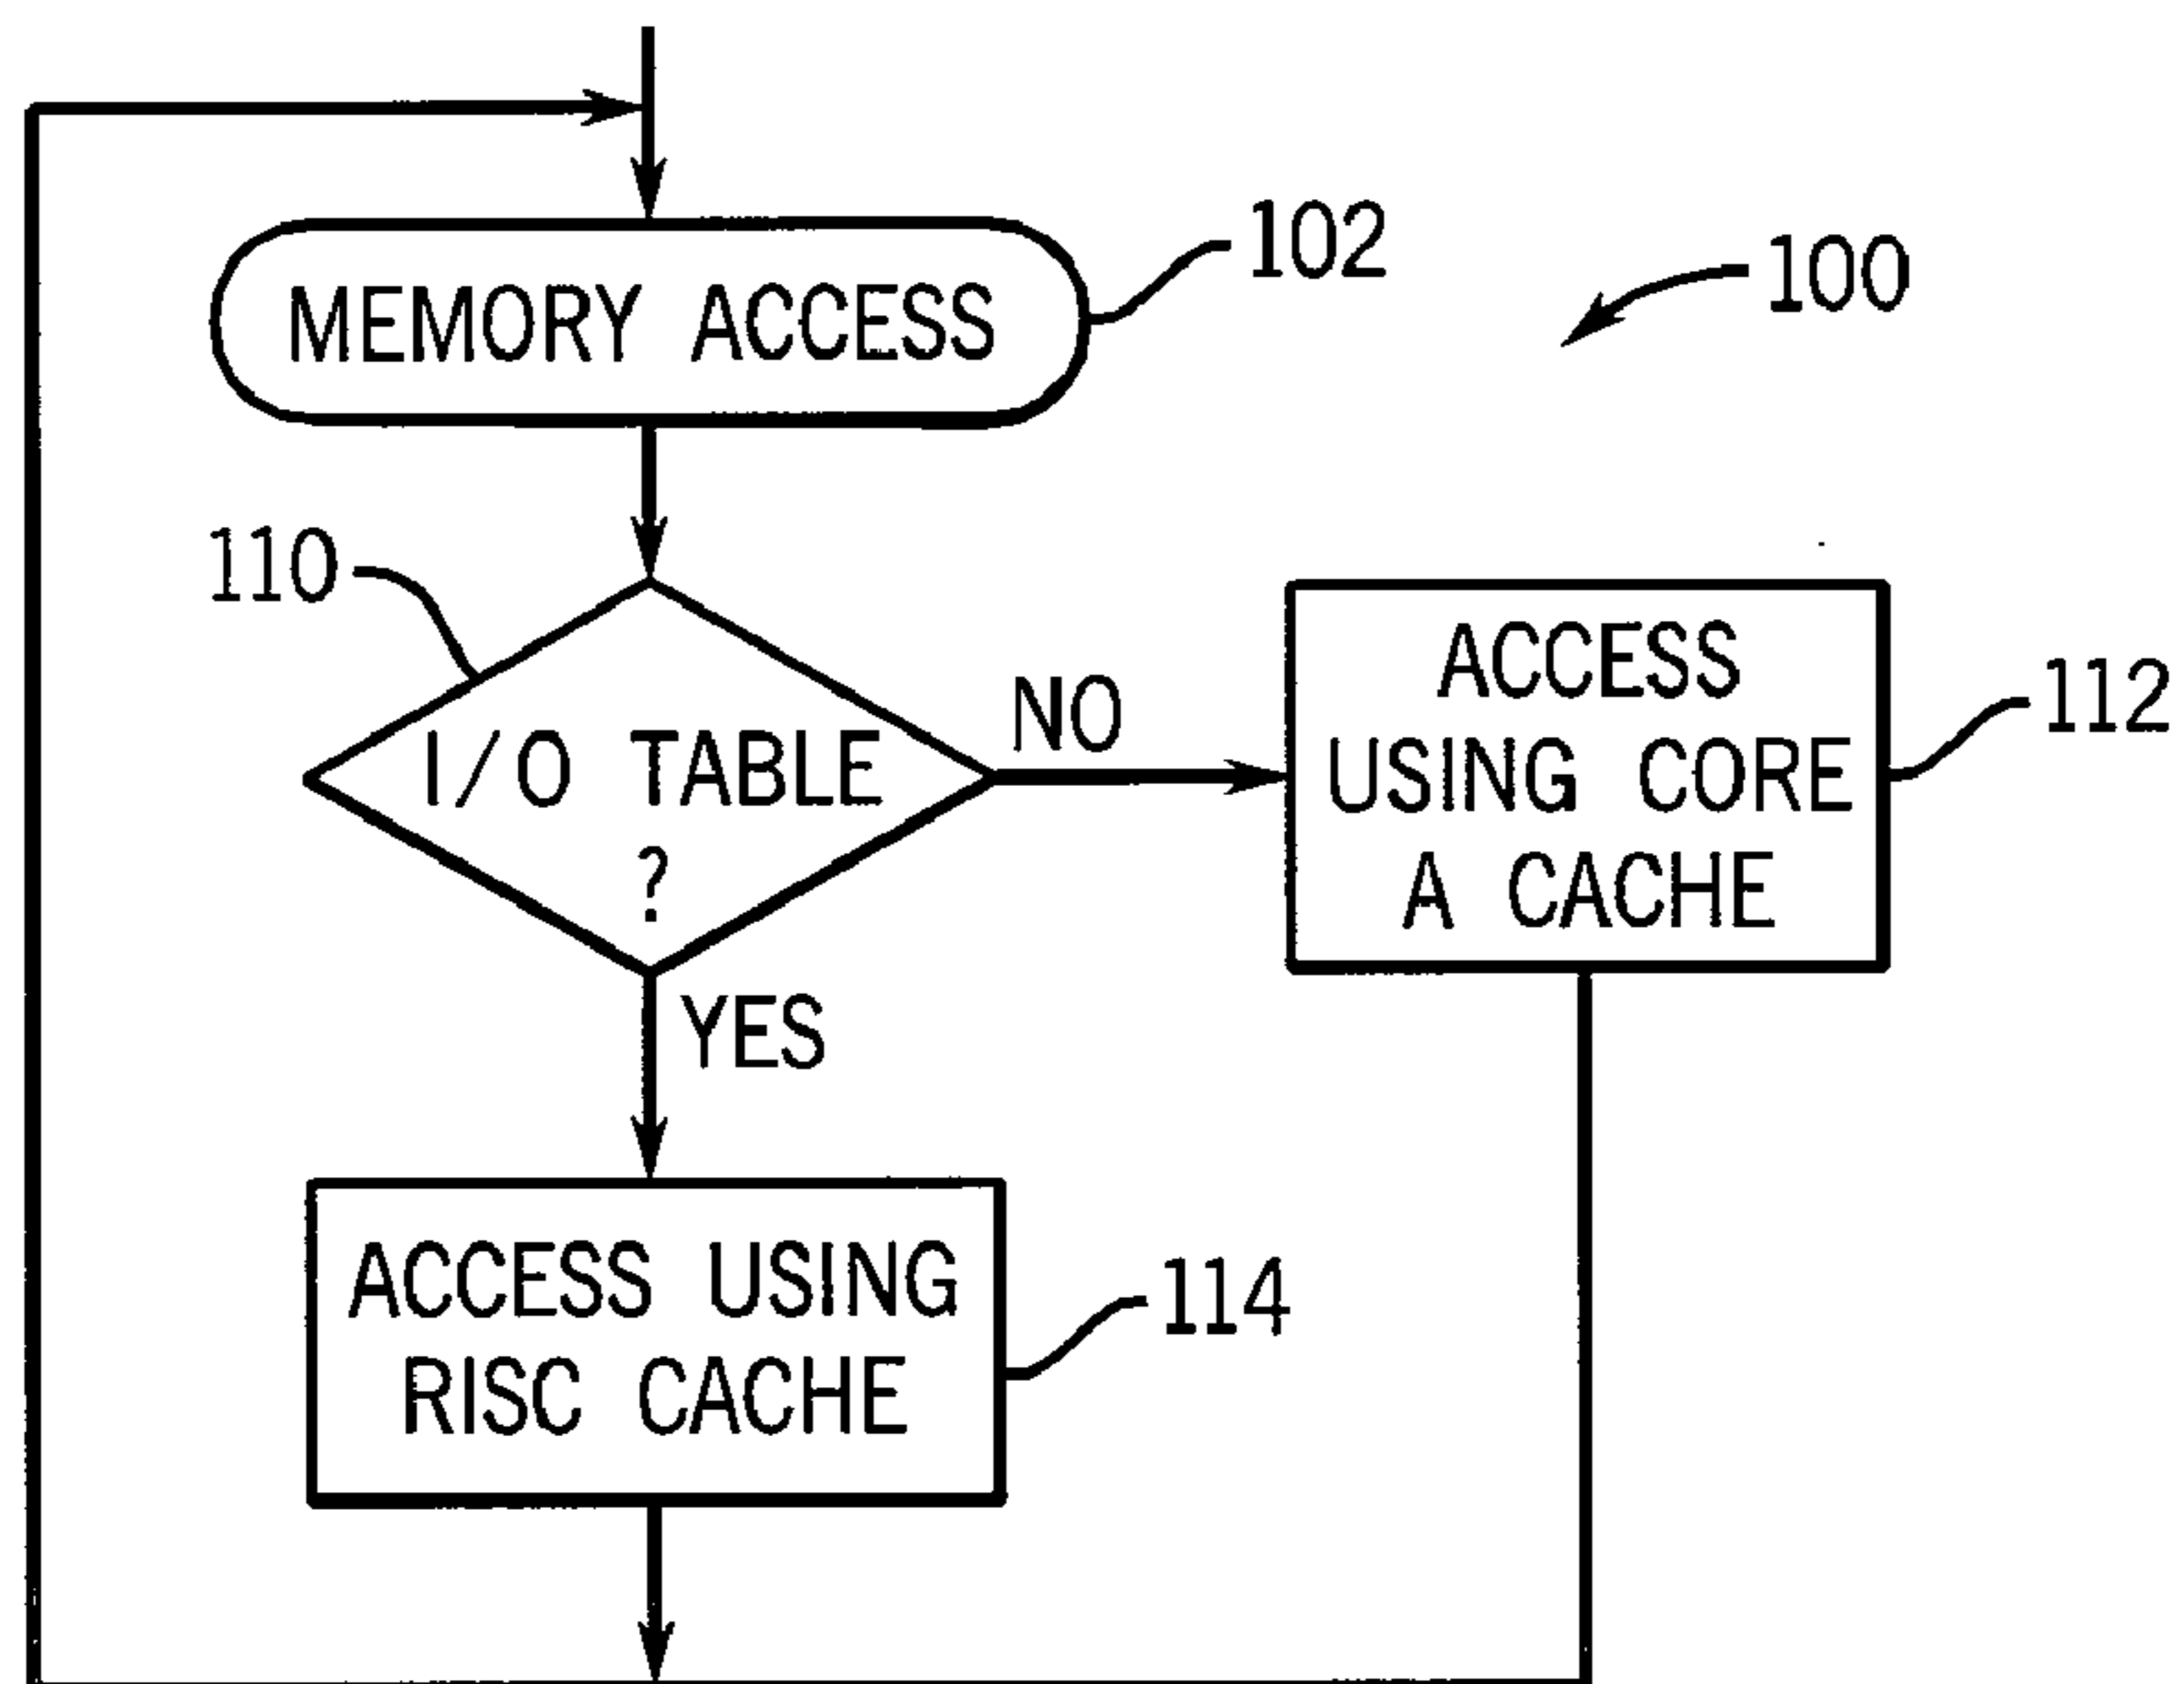 102
MEMORY ACCESS
100
110
I/O TABLE
?
NO
ACCESS
USING CORE
A CACHE
112
YES
ACCESS USING
RISC CACHE
114